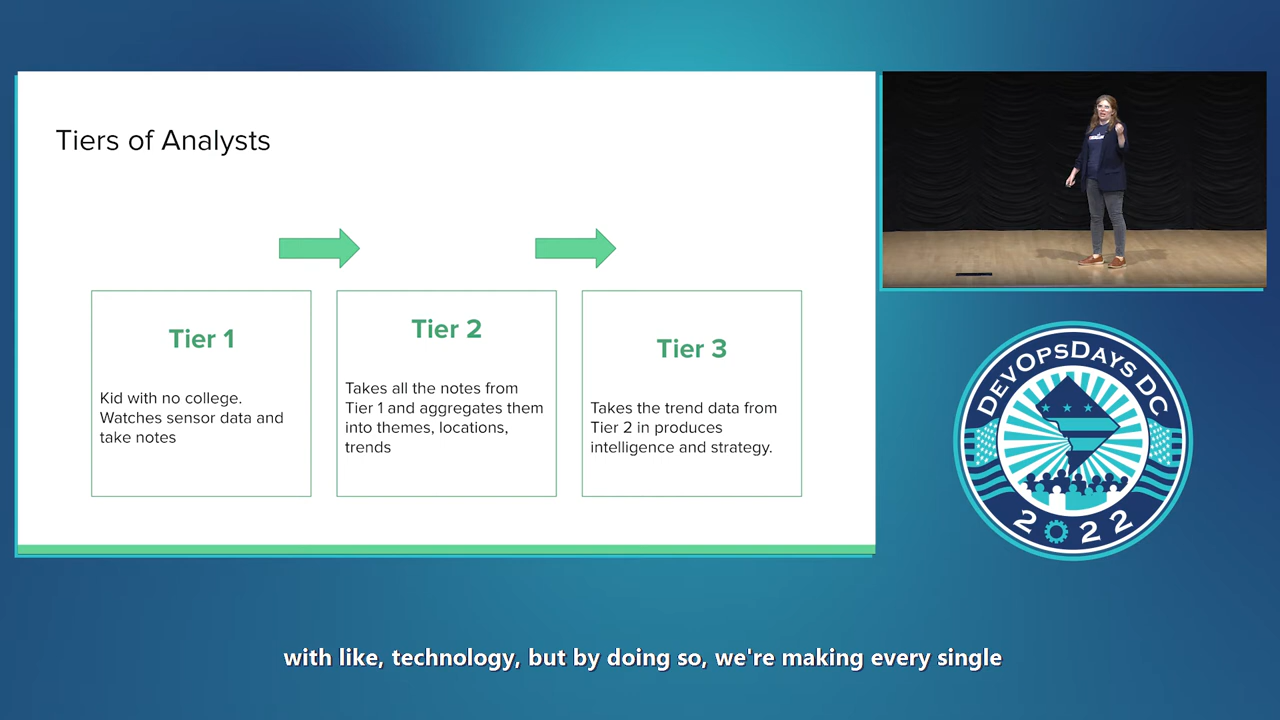 Tiers of Analysts
Tier 1
Kid with no college.
Watches sensor data and
take notes
Tier 2
Takes all the notes from
Tier 1 and aggregates them
into themes, locations,
trends
Tier 3
Takes the trend data from
Tier 2 in produces
intelligence and strategy.
DEVOPSDAYS DC
2022
with like, technology, but by doing so, we're making every single